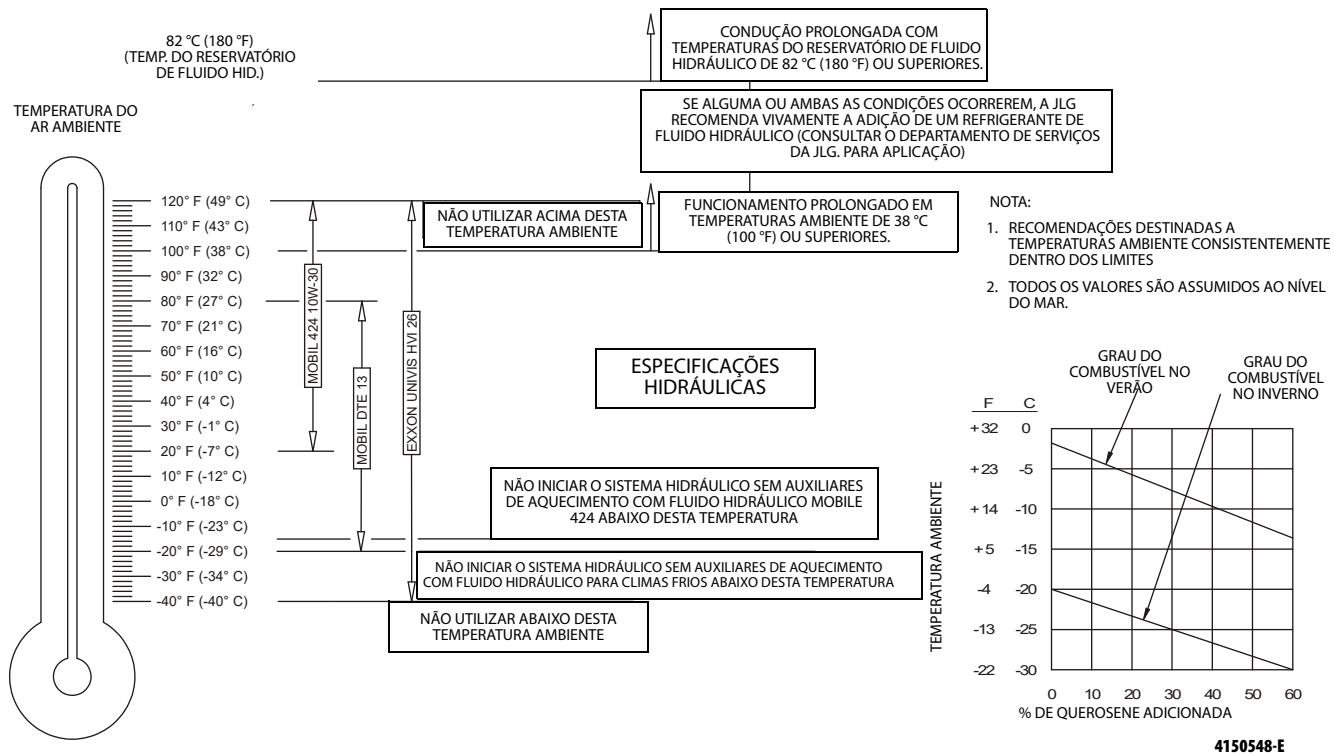 82 °C (180 °F)
(TEMP. DO RESERVATÓRIO
DE FLUIDO HID.)
CONDUÇÃO PROLONGADA COM
TEMPERATURAS DO RESERVATÓRIO DE FLUIDO
HIDRÁULICO DE 82 °C (180 °F) OU SUPERIORES.
SE ALGUMA OU AMBAS AS CONDIÇÕES OCORREREM, A JLG
RECOMENDA VIVAMENTE A ADIÇÃO DE UM REFRIGERANTE DE
FLUIDO HIDRÁULICO (CONSULTAR O DEPARTAMENTO DE SERVIÇOS
DA JLG. PARA APLICAÇÃO)
TEMPERATURA DO
AR AMBIENTE
120° F (49° C)
110° F (43° C)
100° F (38° C)
90° F (32° C)
80° F (27° C)
70° F (21° C)
60° F (16° C)
50° F (10° C)
40° F (4° C)
30° F (-1° C)
20° F (-7° C)
10° F (-12° C)
0° F (-18° C)
-10° F (-23° C)
-20° F (-29° C)
-30° F (-34° C)
-40° F (-40° C)
MOBIL 424 10W-30
MOBIL DTE 13
EXXON UNIVIS HVI 26
NÃO UTILIZAR ACIMA DESTA
TEMPERATURA AMBIENTE
FUNCIONAMENTO PROLONGADO EM
TEMPERATURAS AMBIENTE DE 38 °C
(100 °F) OU SUPERIORES.
ESPECIFICAÇÕES
HIDRÁULICAS
NÃO INICIAR O SISTEMA HIDRÁULICO SEM AUXILIARES
DE AQUECIMENTO COM FLUIDO HIDRÁULICO MOBILE
424 ABAIXO DESTA TEMPERATURA
NÃO INICIAR O SISTEMA HIDRÁULICO SEM AUXILIARES DE AQUECIMENTO
COM FLUIDO HIDRÁULICO PARA CLIMAS FRIOS ABAIXO DESTA TEMPERATURA
NÃO UTILIZAR ABAIXO DESTA
TEMPERATURA AMBIENTE
NOTA:
1. RECOMENDAÇÕES DESTINADAS A
TEMPERATURAS AMBIENTE CONSISTENTEMENTE
DENTRO DOS LIMITES
2. TODOS OS VALORES SÃO ASSUMIDOS AO NÍVEL
DO MAR.
GRAU DO
COMBUSTÍVEL NO
VERÃO
GRAU DO
COMBUSTÍVEL
NO INVERNO
F C
+32 0
+23 -5
+14 -10
+5 -15
-4 -20
-13 -25
-22 -30
TEMPERATURA AMBIENTE
0 10 20 30 40 50 60
% DE QUEROSENE ADICIONADA
4150548-E